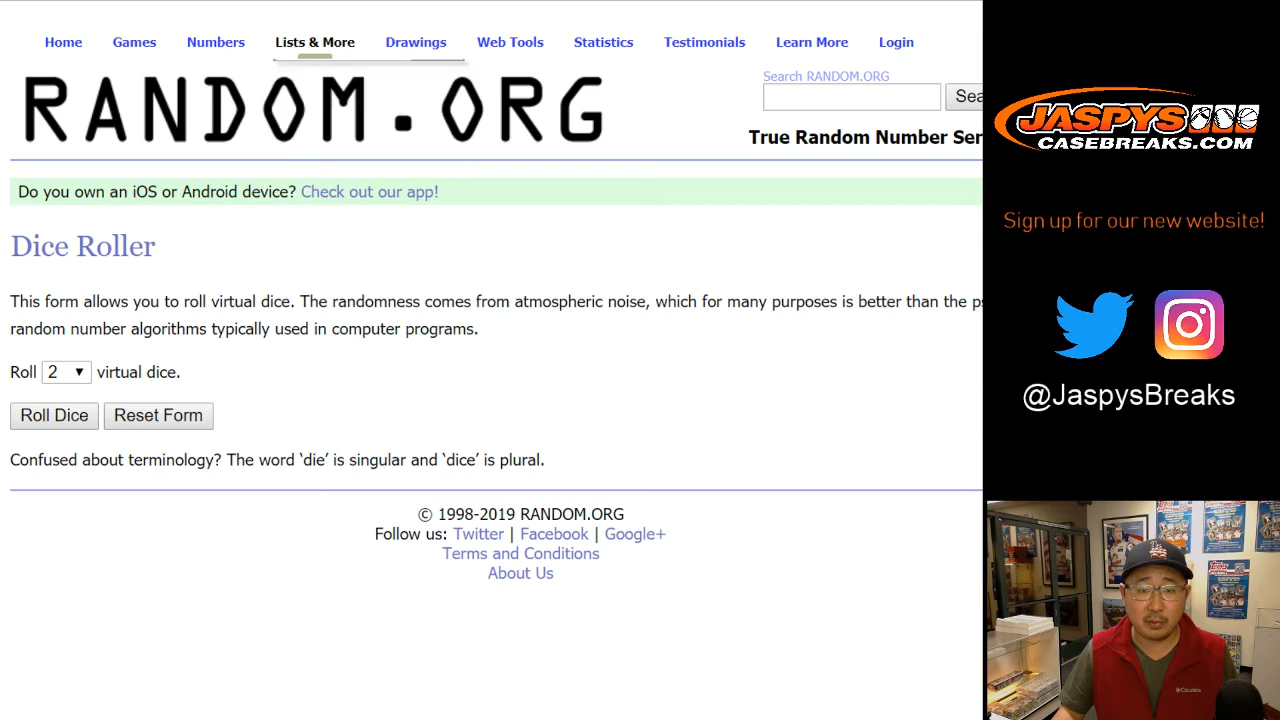 Home Games Numbers Lists & More Drawings Web Tools Statistics Testimonials Learn More Login
RANDOM.ORG
Search RANDOM.ORG
Sea
True Random Number Ser
Do you own an iOS or Android device? Check out our app!
Dice Roller
This form allows you to roll virtual dice. The randomness comes from atmospheric noise, which for many purposes is better than the ps
random number algorithms typically used in computer programs.
Roll 2 virtual dice.
Roll Dice Reset Form
Confused about terminology? The word ‘die’ is singular and ‘dice’ is plural.
© 1998-2019 RANDOM.ORG
Follow us: Twitter | Facebook | Google+
Terms and Conditions
About Us
JASPYS
CASEBREAKS.COM
Sign up for our new website!
@JaspysBreaks
Columbia